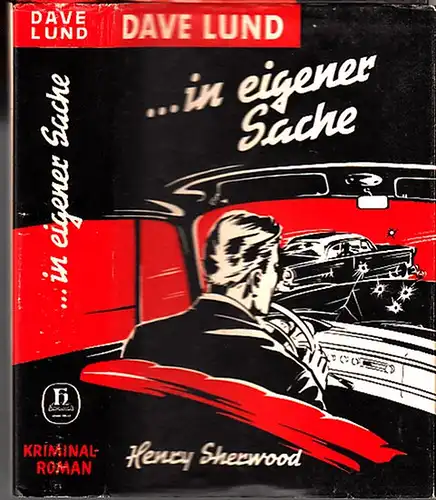 DAVE
LUND
...in eigener Sache
KRIMINAL-
ROMAN
DAVE LUND
...in eigener
Sache
Henry Sherwood